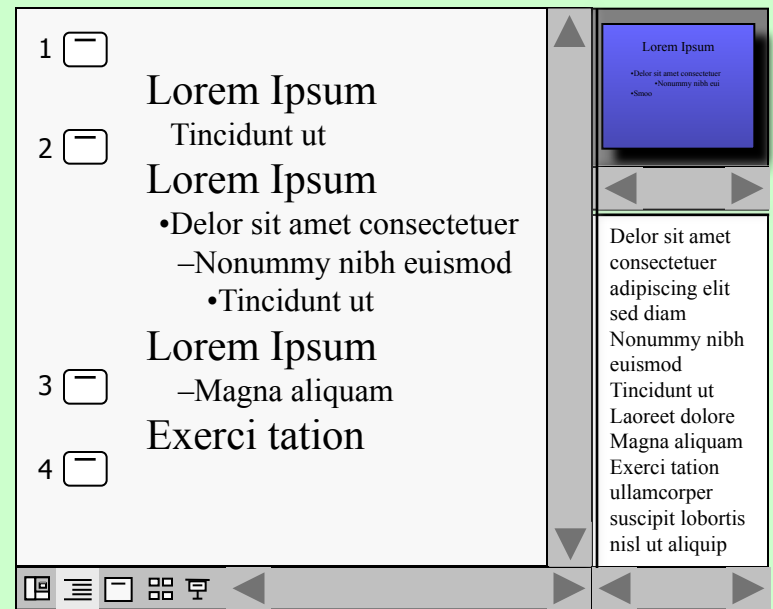 1
Lorem Ipsum
Tincidunt ut
2
Lorem Ipsum
•Delor sit amet consectetuer
–Nonummy nibh euismod
•Tincidunt ut
3
Lorem Ipsum
–Magna aliquam
4
Exerci tation
Lorem Ipsum
•Delor sit amet consectetuer
•Nonummy nibh eui
•Smoo
Delor sit amet
consectetuer
adipiscing elit
sed diam
Nonummy nibh
euismod
Tincidunt ut
Laoreet dolore
Magna aliquam
Exerci tation
ullamcorper
suscipit lobortis
nisl ut aliquip